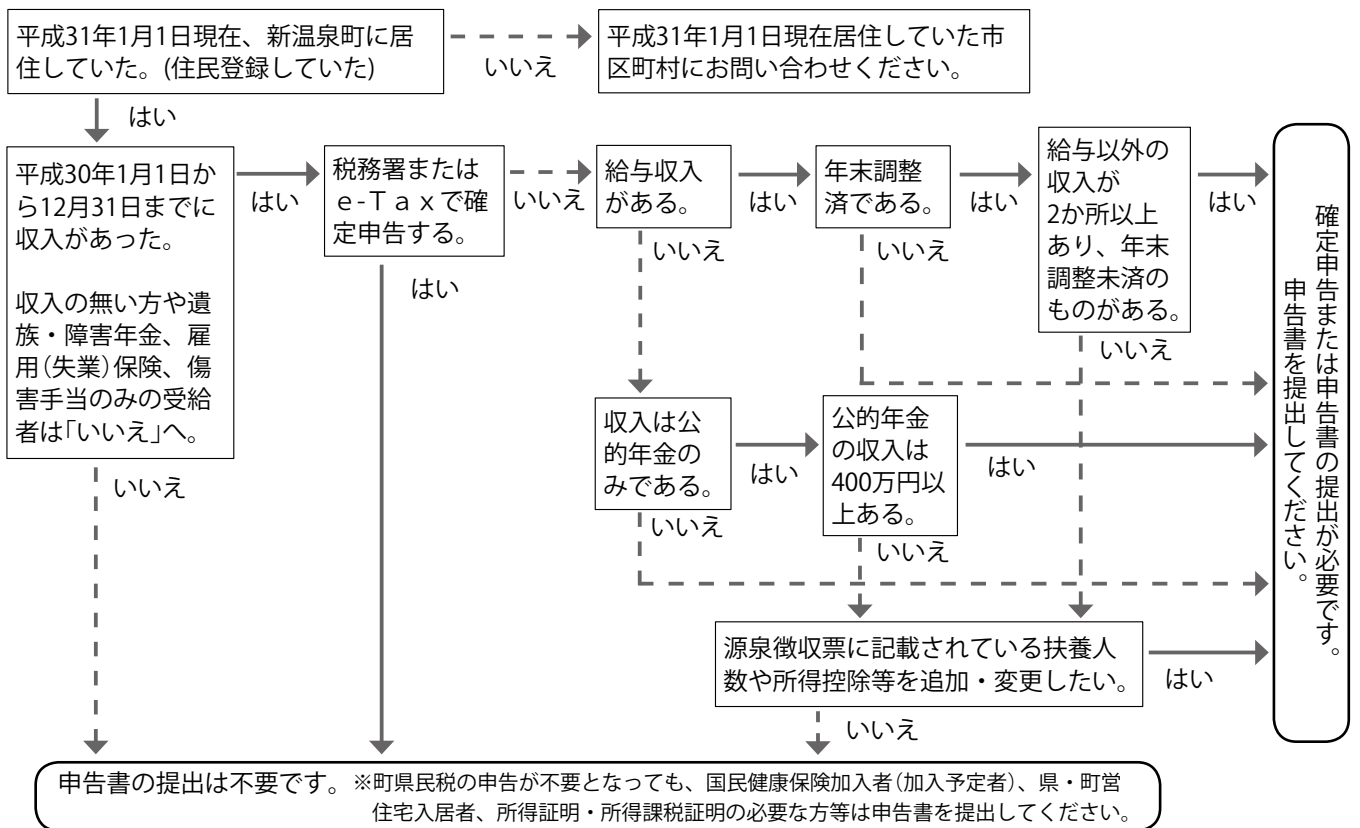 平成31年1月1日現在、新温泉町に居
住していた。(住民登録していた)
いいえ
平成31年1月1日現在居住していた市
区町村にお問い合わせください。
はい
平成30年1月1日か
ら12月31日までに
収入があった。
収入の無い方や遺
族・障害年金、雇
用(失業)保険、傷
害手当のみの受給
者は「いいえ」へ。
はい
いいえ
税務署または
e-Taxで確
定申告する。
いいえ
はい
給与収入
がある。
はい
いいえ
年末調整
済である。
はい
いいえ
給与以外の
収入が
2か所以上
あり、年末
調整未済の
ものがある。
はい
いいえ
収入は公
的年金の
みである。
はい
いいえ
公的年金
の収入は
400万円以
上ある。
はい
いいえ
源泉徴収票に記載されている扶養人
数や所得控除等を追加・変更したい。
はい
いいえ
確定申告または申告書の提出が必要です。
申告書を提出してください。
申告書の提出は不要です。※町県民税の申告が不要となっても、国民健康保険加入者(加入予定者)、県・町営
住宅入居者、所得証明・所得課税証明の必要な方等は申告書を提出してください。